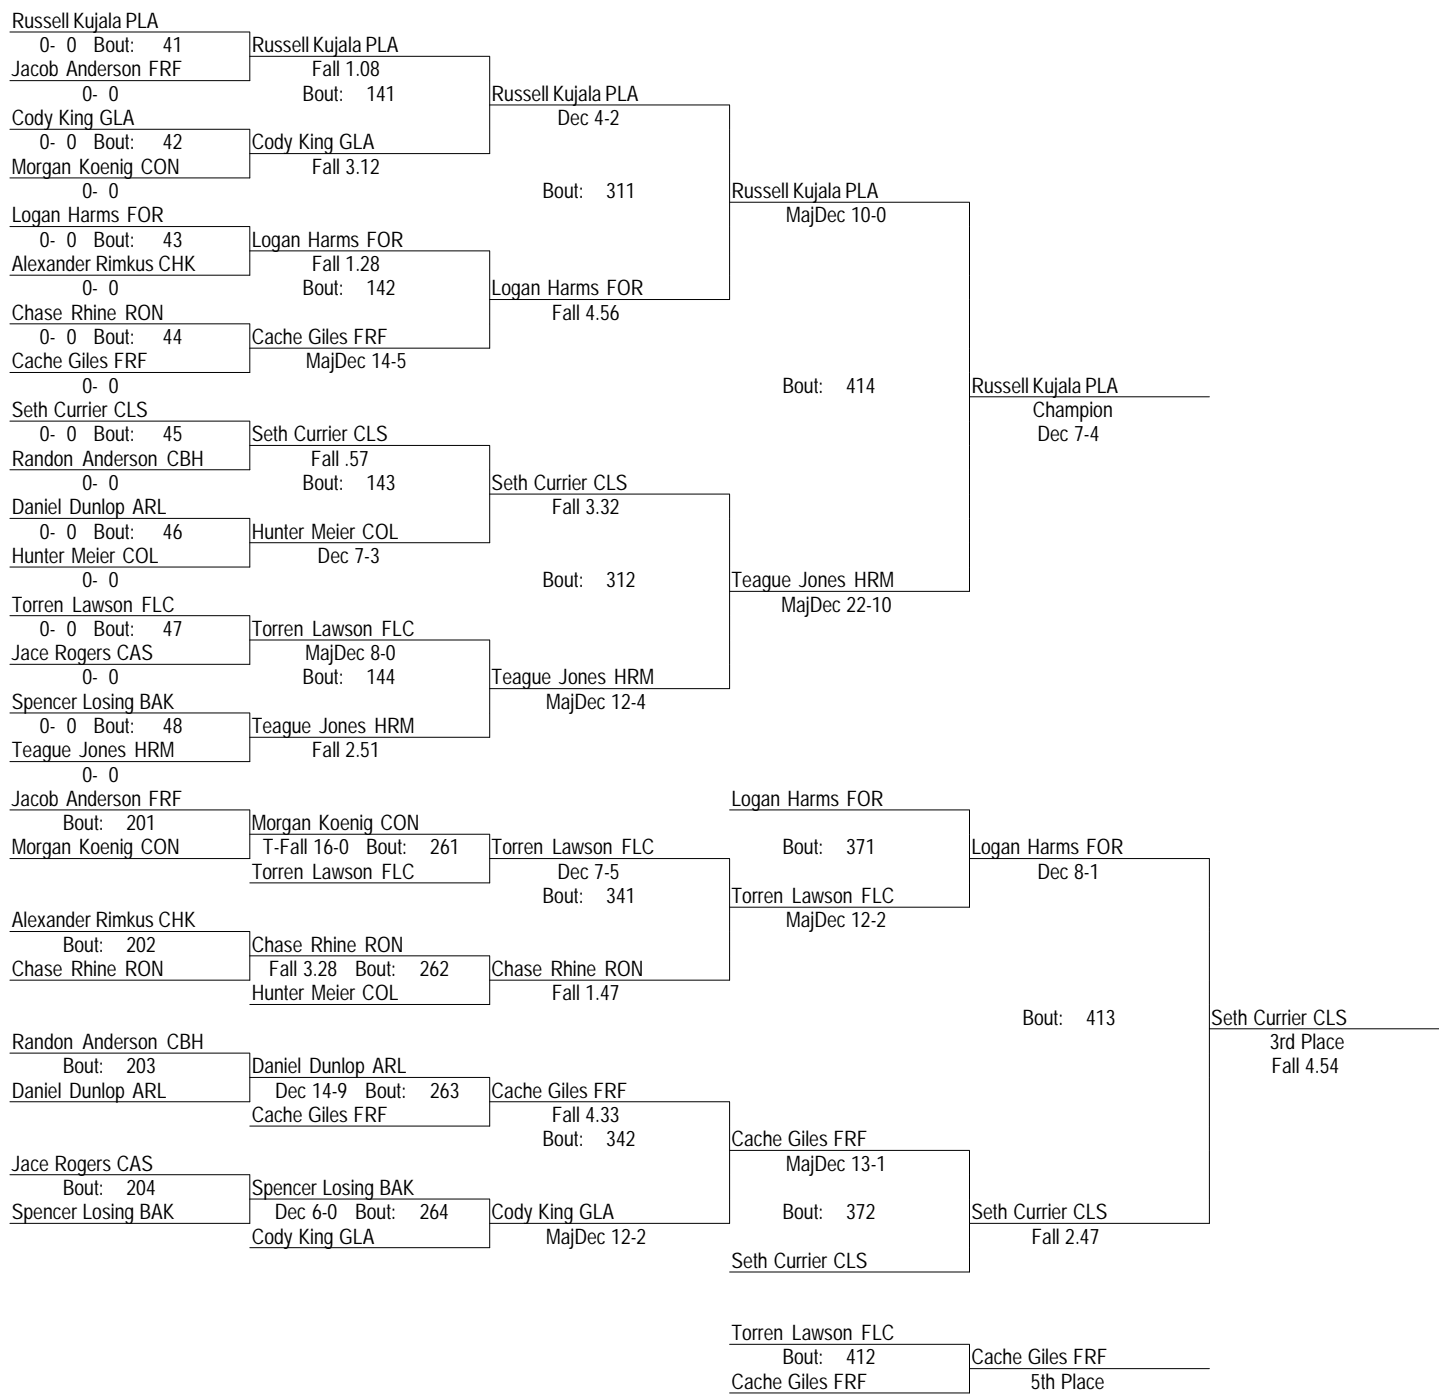 Russell Kujala PLA
0- 0 Bout: 41 Russell Kujala PLA
Jacob Anderson FRF Fall 1.08
0- 0 Bout: 141 Russell Kujala PLA
Cody King GLA Dec 4-2
0- 0 Bout: 42 Cody King GLA
Morgan Koenig CON Fall 3.12
0- 0 Bout: 311 Russell Kujala PLA
Logan Harms FOR MajDec 10-0
0- 0 Bout: 43 Logan Harms FOR
Alexander Rimkus CHK Fall 1.28
0- 0 Bout: 142 Logan Harms FOR
Chase Rhine RON Fall 4.56
0- 0 Bout: 44 Cache Giles FRF
Cache Giles FRF MajDec 14-5
0- 0 Bout: 414 Russell Kujala PLA
Seth Currier CLS Champion
0- 0 Bout: 45 Seth Currier CLS Dec 7-4
Randon Anderson CBH Fall .57
0- 0 Bout: 143 Seth Currier CLS
Daniel Dunlop ARL Fall 3.32
0- 0 Bout: 46 Hunter Meier COL
Hunter Meier COL Dec 7-3
0- 0 Bout: 312 Teague Jones HRM
Torren Lawson FLC MajDec 22-10
0- 0 Bout: 47 Torren Lawson FLC
Jace Rogers CAS MajDec 8-0
0- 0 Bout: 144 Teague Jones HRM
Spencer Losing BAK MajDec 12-4
0- 0 Bout: 48 Teague Jones HRM
Teague Jones HRM Fall 2.51
0- 0
Jacob Anderson FRF Logan Harms FOR
Bout: 201 Morgan Koenig CON
Morgan Koenig CON T-Fall 16-0 Bout: 261 Torren Lawson FLC Bout: 371 Logan Harms FOR
Torren Lawson FLC Dec 7-5 Dec 8-1
Bout: 341 Torren Lawson FLC
Alexander Rimkus CHK MajDec 12-2
Bout: 202 Chase Rhine RON
Chase Rhine RON Fall 3.28 Bout: 262 Chase Rhine RON
Hunter Meier COL Fall 1.47
Bout: 413 Seth Currier CLS
Randon Anderson CBH 3rd Place
Bout: 203 Daniel Dunlop ARL Fall 4.54
Daniel Dunlop ARL Dec 14-9 Bout: 263 Cache Giles FRF
Cache Giles FRF Fall 4.33
Bout: 342 Cache Giles FRF
Jace Rogers CAS MajDec 13-1
Bout: 204 Spencer Losing BAK
Spencer Losing BAK Dec 6-0 Bout: 264 Cody King GLA Bout: 372 Seth Currier CLS
Cody King GLA MajDec 12-2 Fall 2.47
Seth Currier CLS
Torren Lawson FLC
Bout: 412 Cache Giles FRF
Cache Giles FRF 5th Place